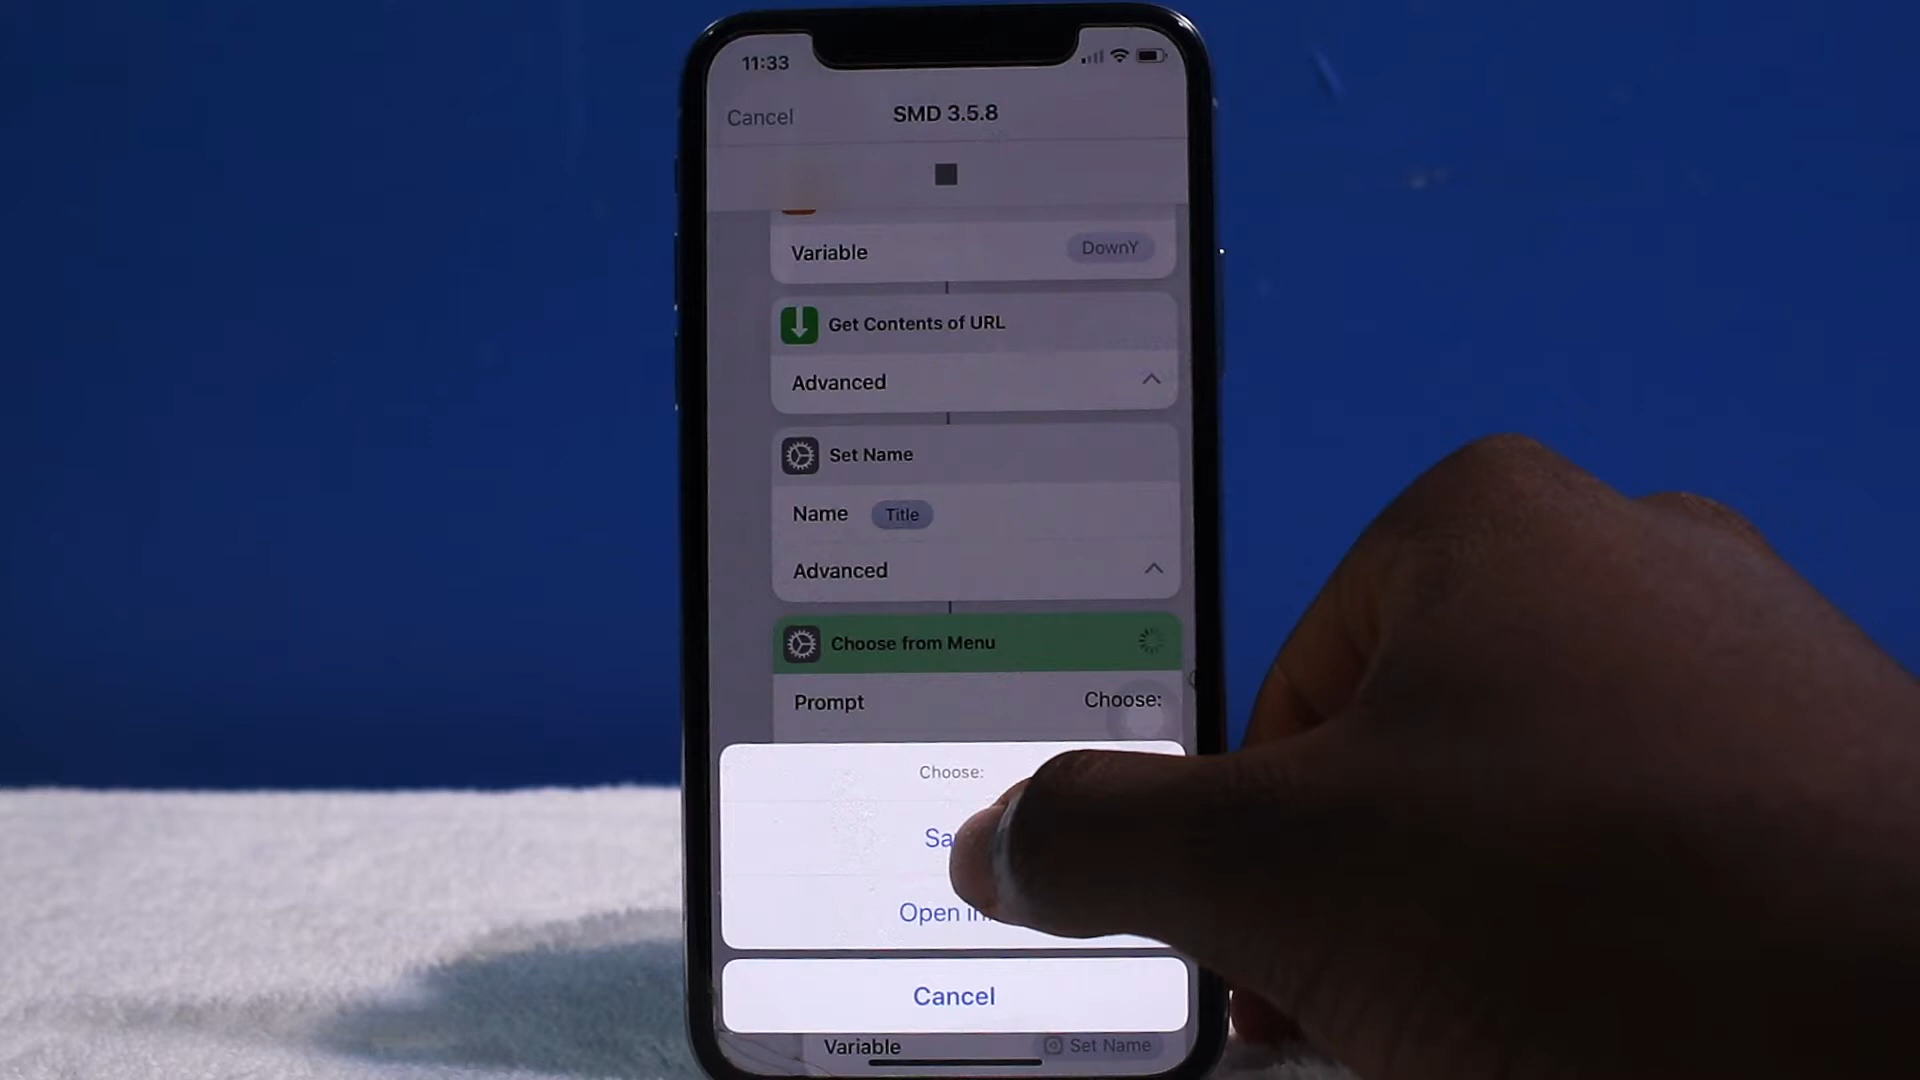 11:33
Cancel
SMD 3.5.8
Variable
DownY
Get Contents of URL
Advanced
Set Name
Name
Title
Advanced
Choose from Menu
Prompt
Choose:
Choose:
Open
Cancel
Variable
Set Name